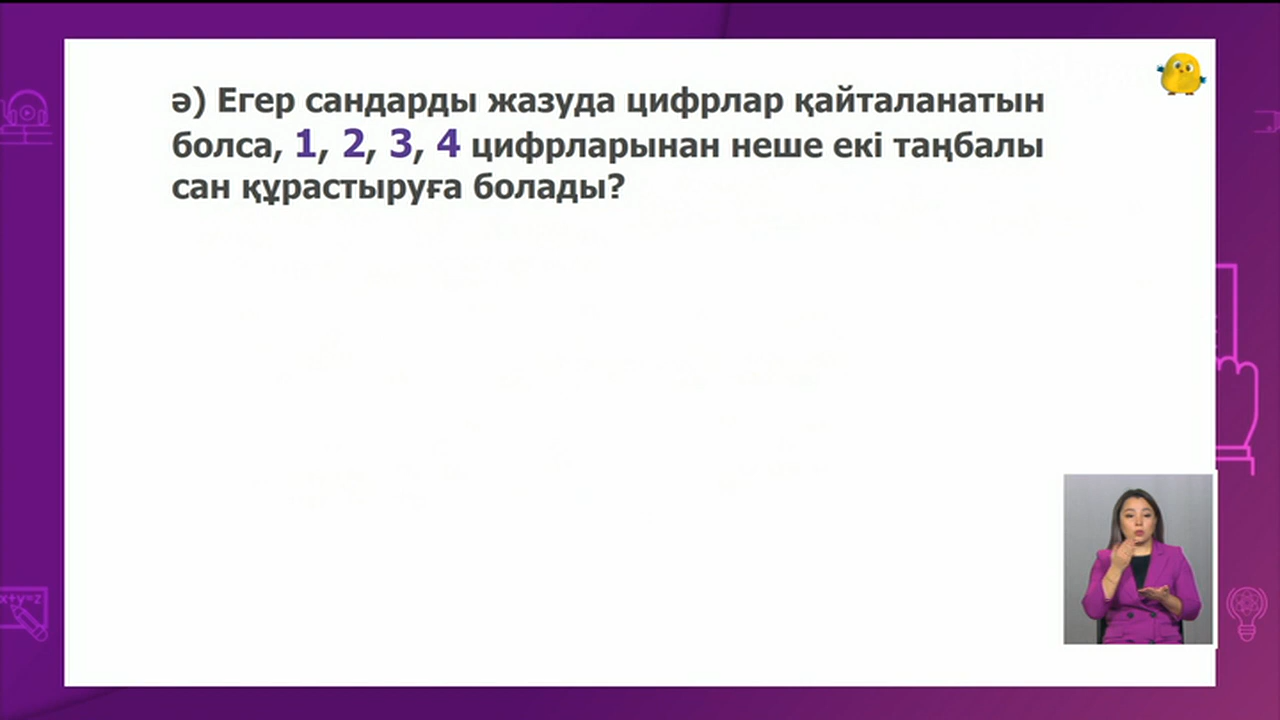 ә) Егер сандарды жазуда цифрлар қайталанатын
болса, 1, 2, 3, 4 цифрларынан неше екі таңбалы
сан құрастыруға болады?
x+y=z